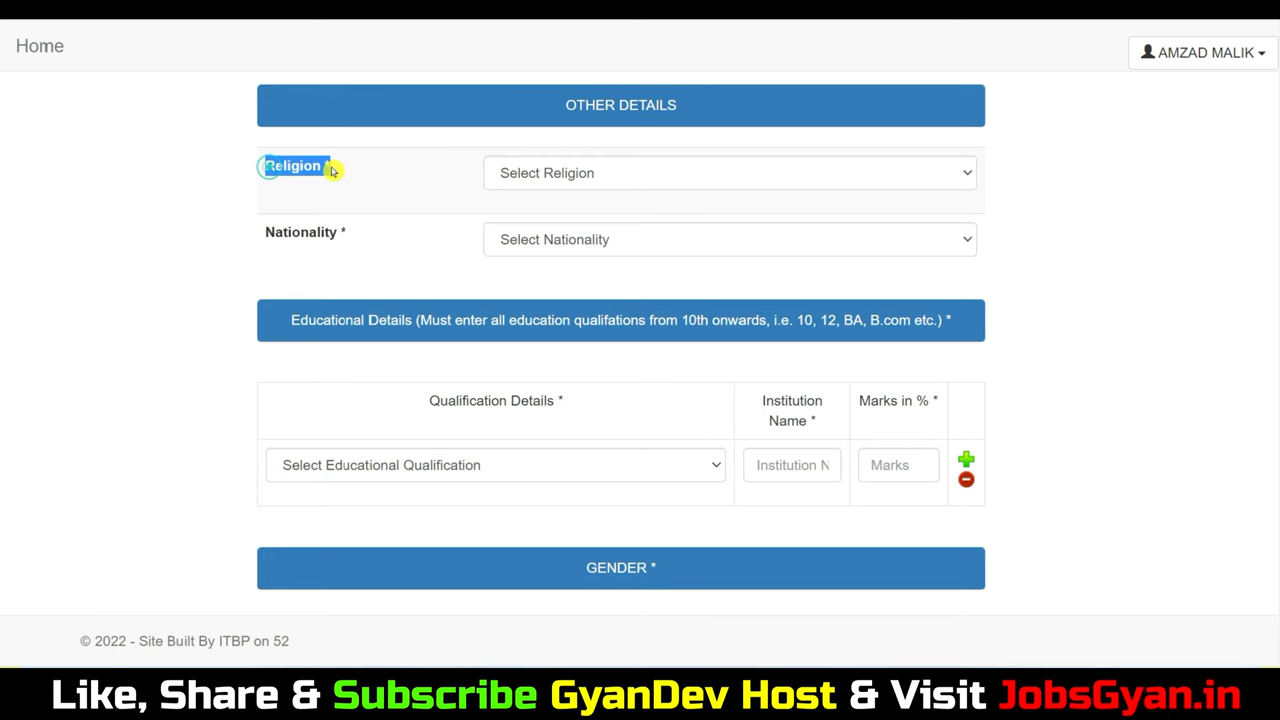 Home
AMZAD MALIK
OTHER DETAILS
Religion *
Select Religion
Nationality *
Select Nationality
Educational Details (Must enter all education qualifations from 10th onwards, i.e. 10, 12, BA, B.com etc.) *
Qualification Details *
Institution Name *
Marks in % *
Select Educational Qualification
Institution N
Marks
GENDER *
© 2022 - Site Built By ITBP on 52
Like, Share & Subscribe GyanDev Host & Visit JobsGyan.in